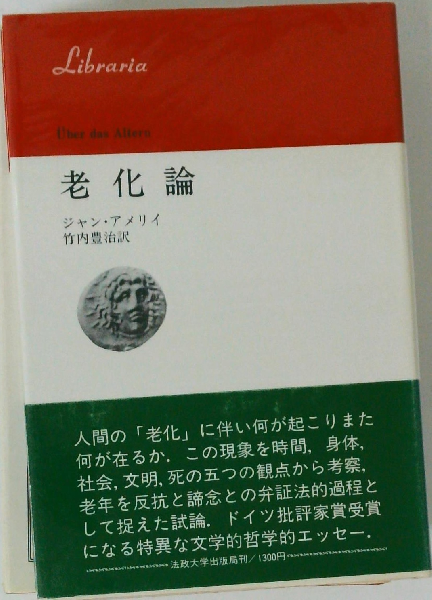 Libraria
Über das Altern
老化論
ジャン・アメリイ
竹内豊治訳
人間の「老化」に伴い何が起こりまた
何が在るか．この現象を時間，身体，
社会，文明，死の五つの観点から考察，
老年を反抗と諦念との弁証法的過程と
して捉えた試論．ドイツ批評家賞受賞
になる特異な文学的哲学的エッセー．
法政大学出版局刊／1300円